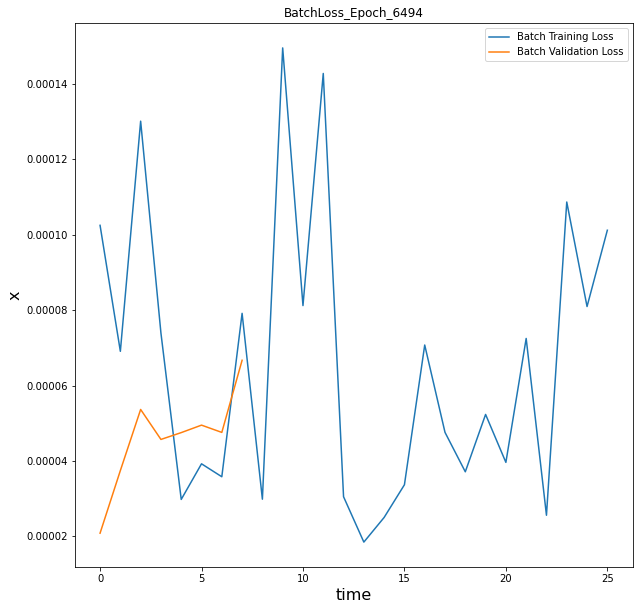 BatchLoss_Epoch_6494
Batch Training Loss
Batch Validation Loss
0.00014
0.00012
0.00010
0.00008
0.00006
0.00004
0.00002
x
0 5 10 15 20 25
time